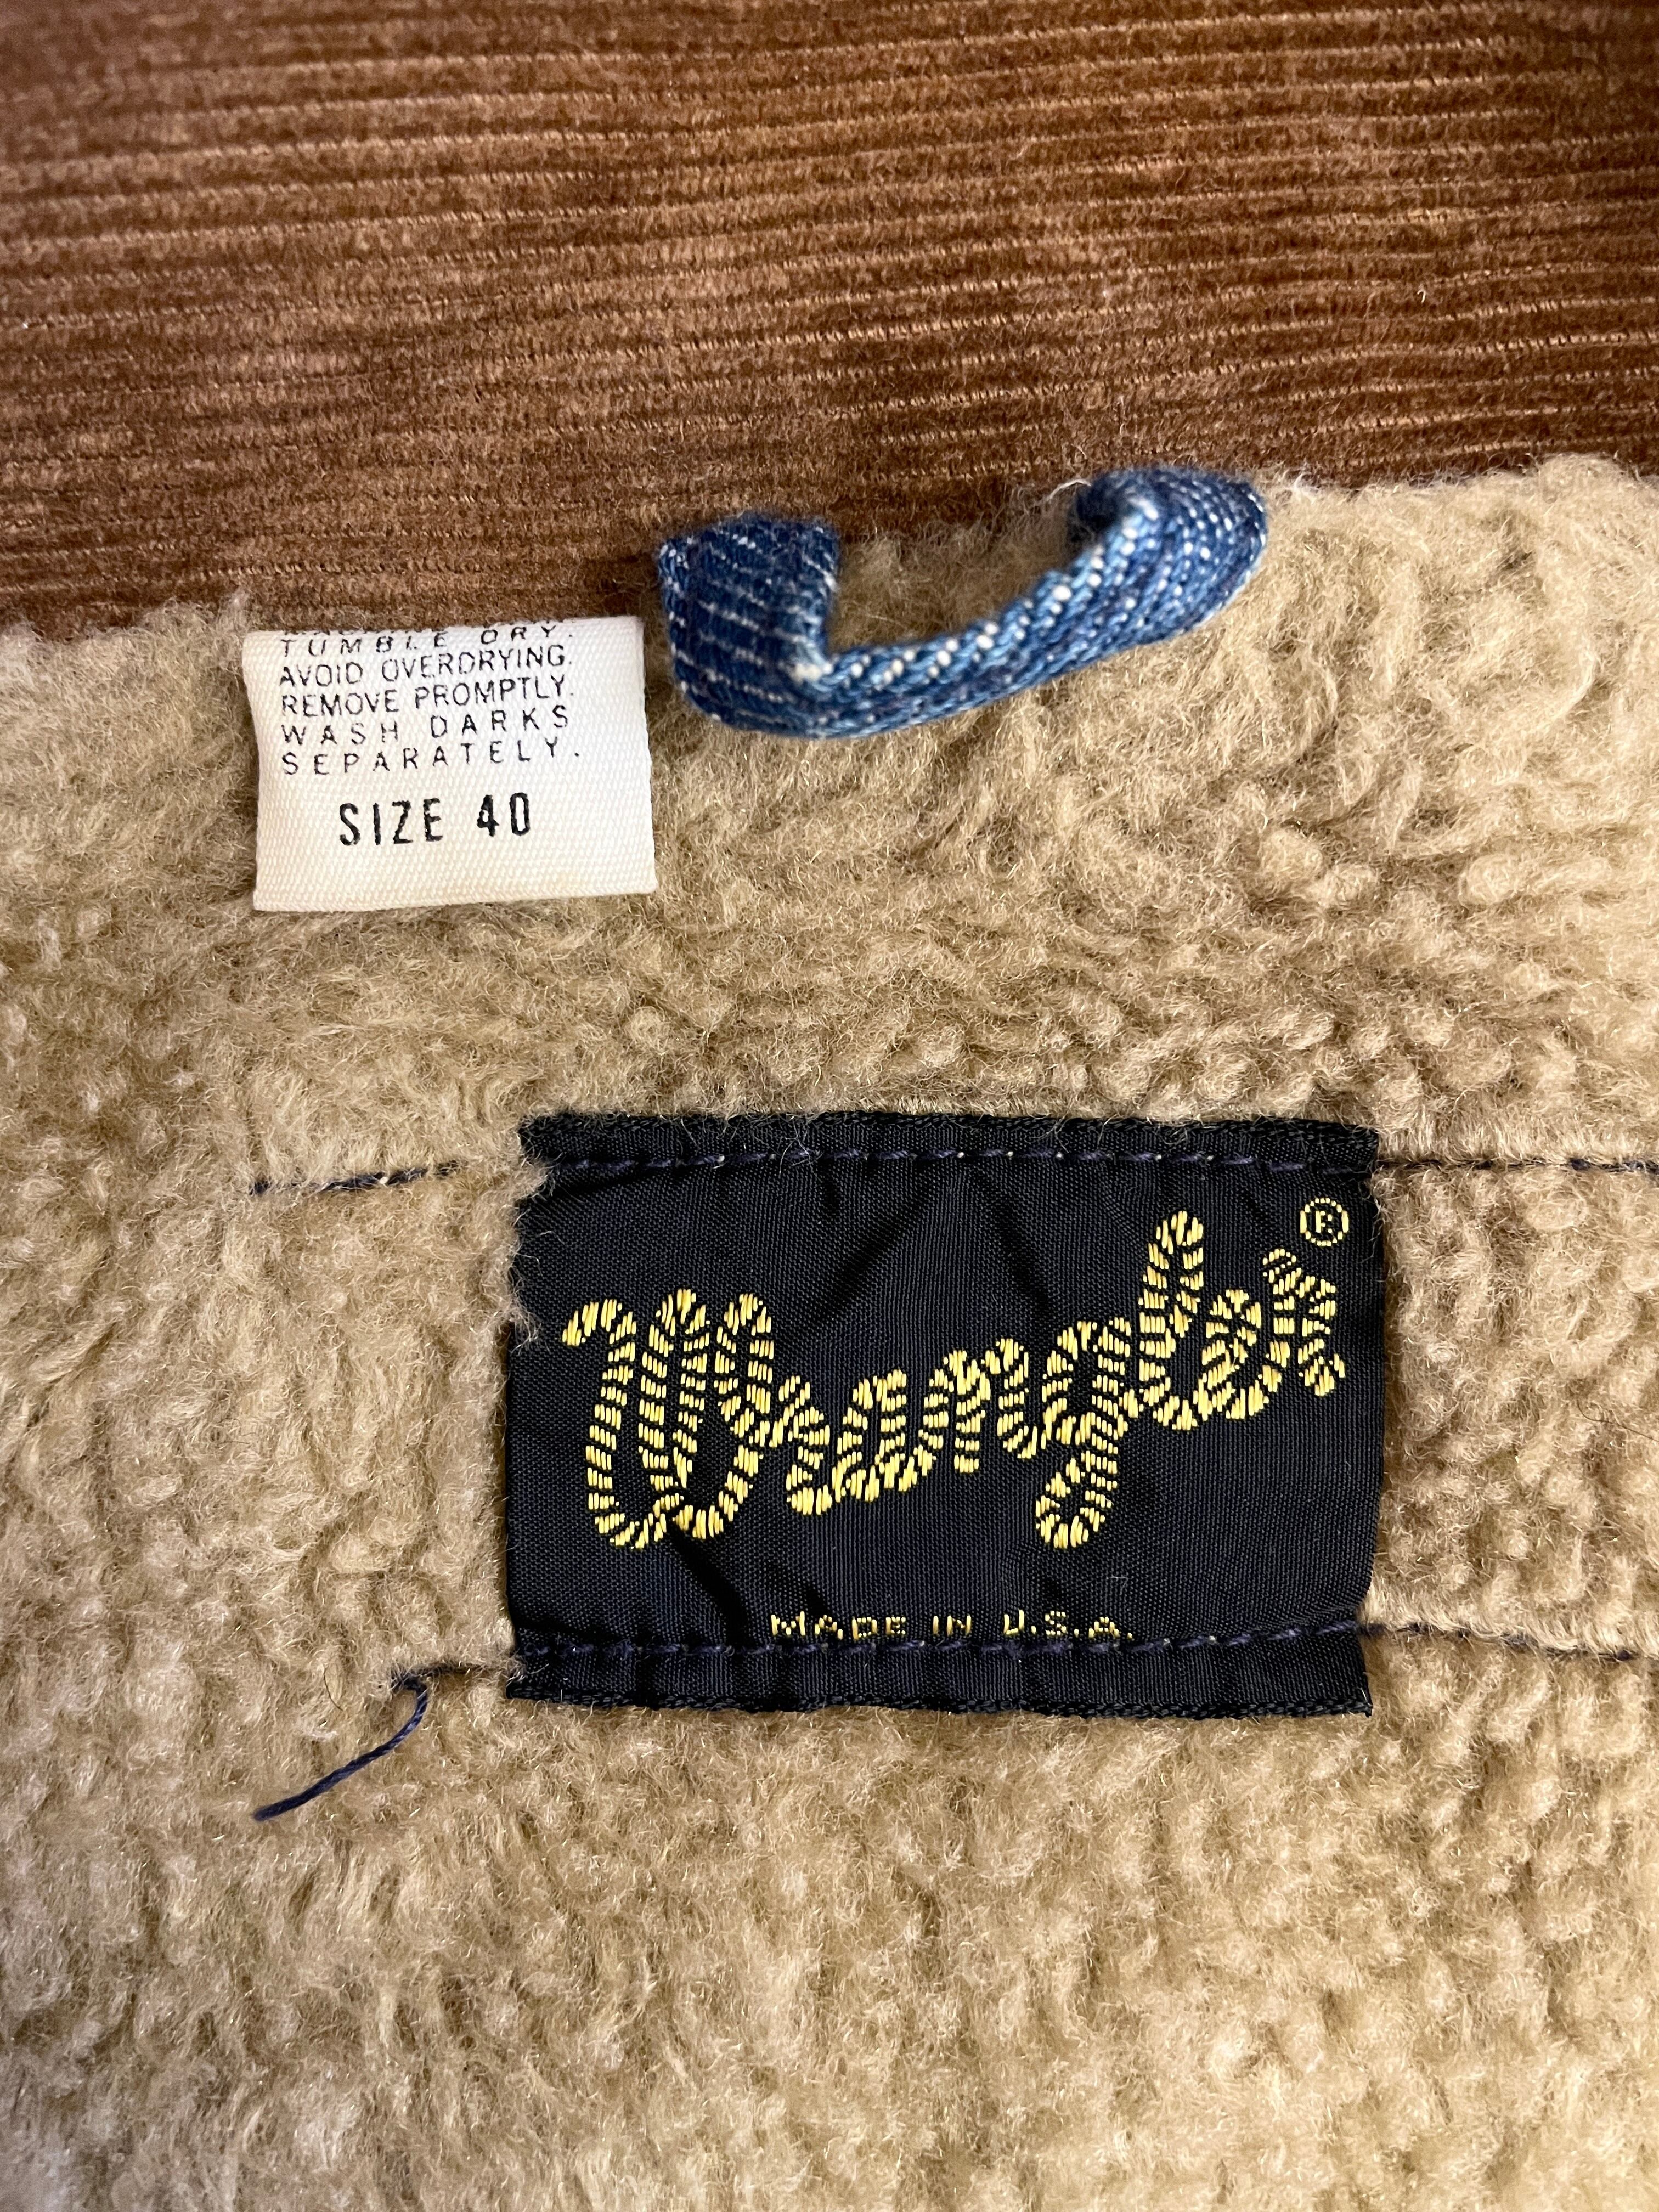 TUMBLE DRY.
AVOID OVERDRYING.
REMOVE PROMPTLY.
WASH DARKS
SEPARATELY.
SIZE 40
Wrangler ®
MADE IN U.S.A.